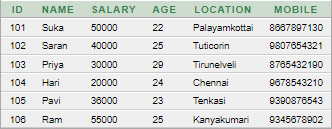 ID NAME SALARY AGE LOCATION MOBILE
101 Suka 50000 22 Palayamkottai 8667897130
102 Saran 40000 25 Tuticorin 9807654321
103 Priya 30000 29 Tirunelveli 8765432190
104 Hari 20000 24 Chennai 9678543210
105 Pavi 36000 23 Tenkasi 9390876543
106 Ram 55000 25 Kanyakumari 9345678902